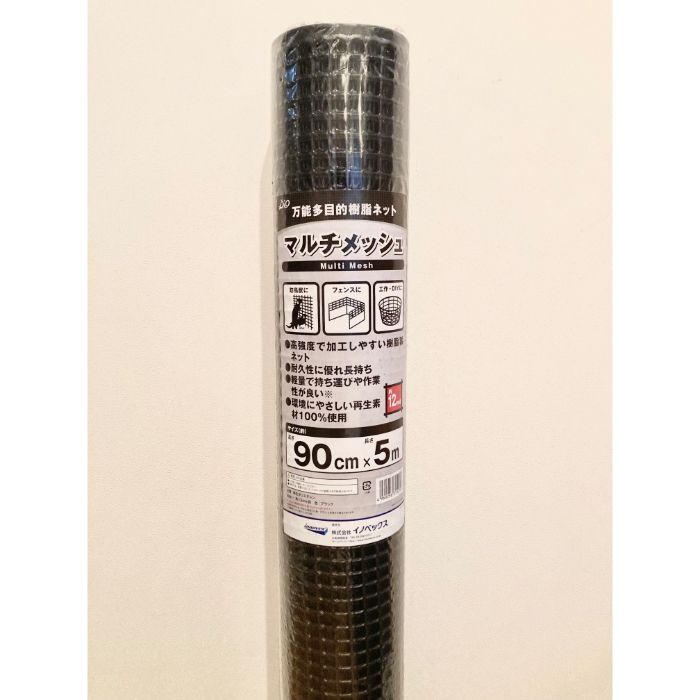 Dio
万能多目的樹脂ネット
マルチメッシュ
Multi Mesh
フェンスに
工作・DIYに
●高強度で加工しやすい樹脂製
ネット
●耐久性に優れ長持ち
●軽量で持ち運びや作業
性が良い※
●環境にやさしい再生素
材100%使用
約
12mm
サイズ(約)
長さ
90cm×5m
株式会社 イノベックス